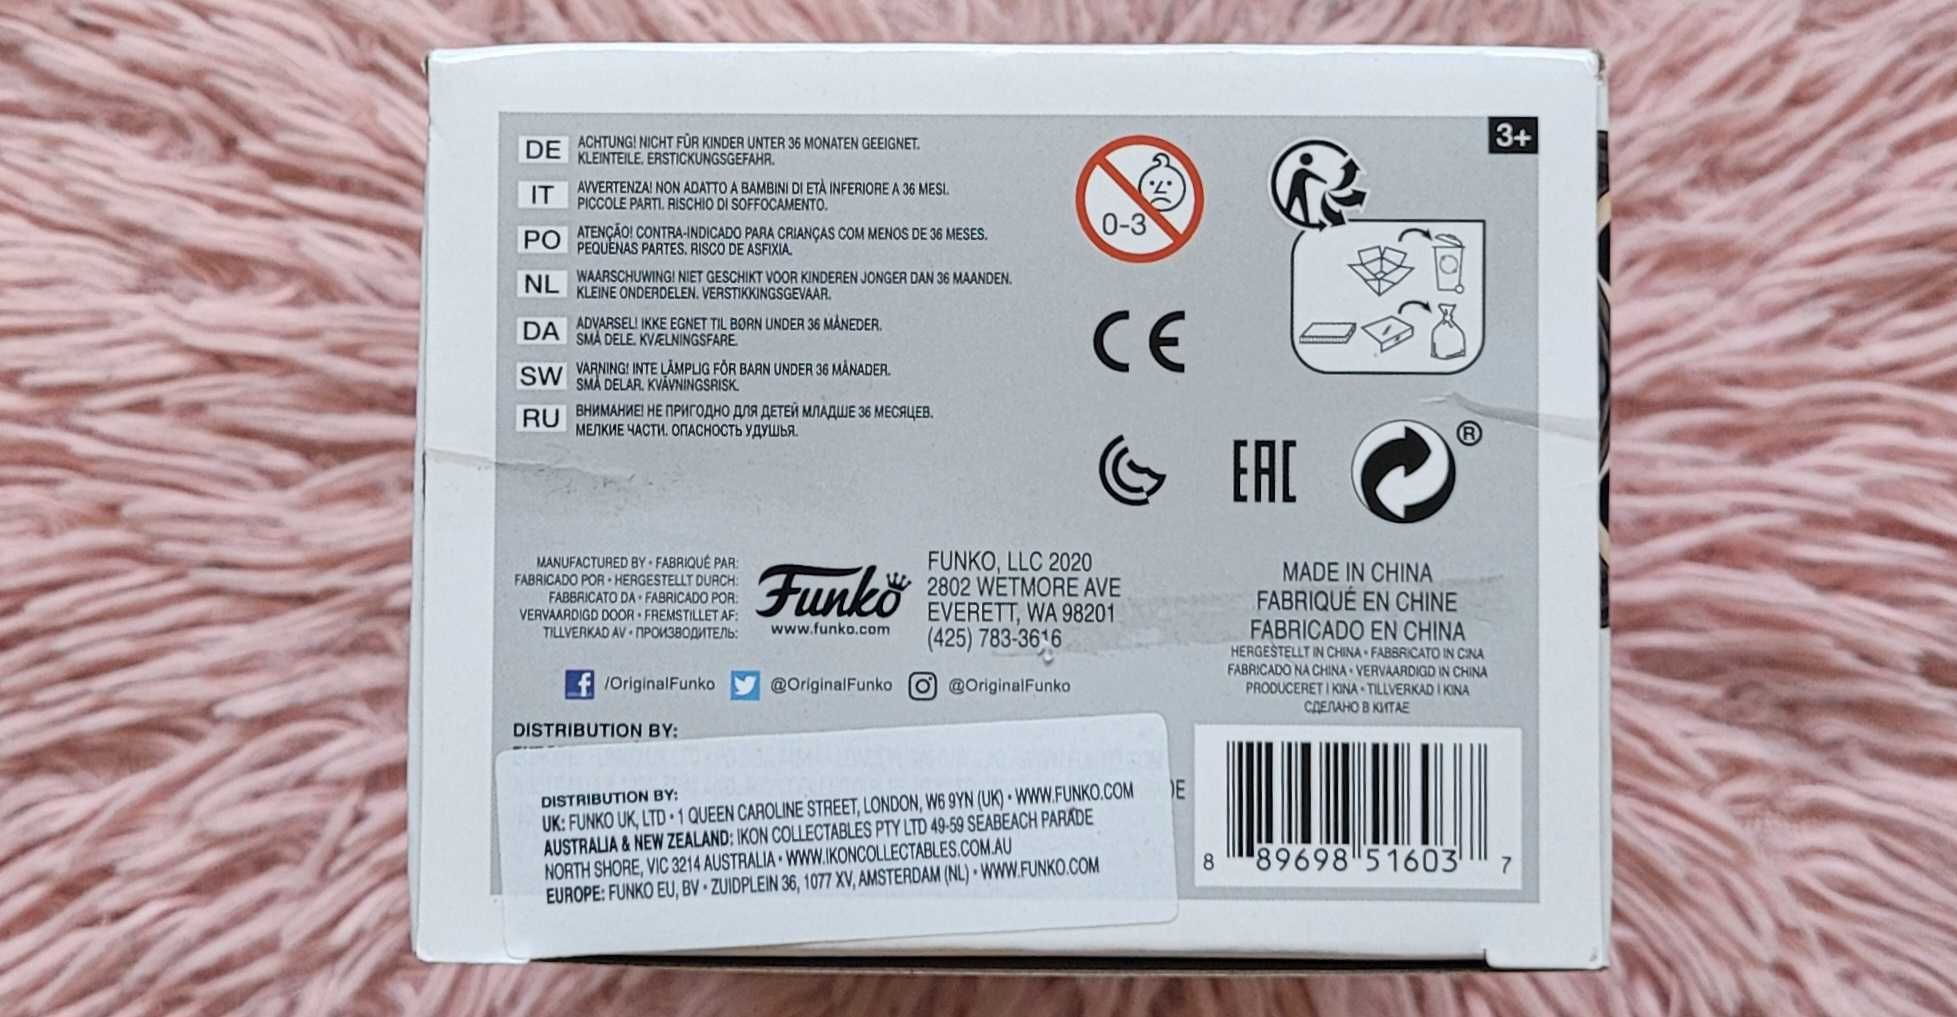 3+
DE
ACHTUNG! NICHT FÜR KINDER UNTER 36 MONATEN GEEIGNET.
KLEINTEILE. ERSTICKUNGSGEFAHR.
IT
AVVERTENZA! NON ADATTO A BAMBINI DI ETÀ INFERIORE A 36 MESI.
PICCOLE PARTI. RISCHIO DI SOFFOCAMENTO.
PO
ATENÇÃO! CONTRA-INDICADO PARA CRIANÇAS COM MENOS DE 36 MESES.
PEQUENAS PARTES. RISCO DE ASFIXIA.
NL
WAARSCHUWING! NIET GESCHIKT VOOR KINDEREN JONGER DAN 36 MAANDEN.
KLEINE ONDERDELEN. VERSTIKKINGSGEVAAR.
DA
ADVARSEL! IKKE EGNET TIL BØRN UNDER 36 MÅNEDER.
SMÅ DELE. KVÆLNINGSFARE.
SW
VARNING! INTE LÄMPLIG FÖR BARN UNDER 36 MÅNADER.
SMÅ DELAR. KVÄVNINGSRISK.
RU
ВНИМАНИЕ! НЕ ПРИГОДНО ДЛЯ ДЕТЕЙ МЛАДШЕ 36 МЕСЯЦЕВ.
МЕЛКИЕ ЧАСТИ. ОПАСНОСТЬ УДУШЬЯ.
0-3
CE
EAC
®
MANUFACTURED BY • FABRIQUÉ PAR:
FABRICADO POR • HERGESTELLT DURCH:
FABBRICATO DA • FABRICADO POR:
VERVAARDIGD DOOR • FREMSTILLET AF:
TILLVERKAD AV • ПРОИЗВОДИТЕЛЬ:
Funko
www.funko.com
FUNKO, LLC 2020
2802 WETMORE AVE
EVERETT, WA 98201
(425) 783-3616
MADE IN CHINA
FABRIQUÉ EN CHINE
FABRICADO EN CHINA
HERGESTELLT IN CHINA • FABBRICATO IN CINA
FABRICADO NA CHINA • VERVAARDIGD IN CHINA
PRODUCERET I KINA • TILLVERKAD I KINA
СДЕЛАНО В КИТАЕ
/OriginalFunko @OriginalFunko @OriginalFunko
DISTRIBUTION BY:
DISTRIBUTION BY:
UK: FUNKO UK, LTD • 1 QUEEN CAROLINE STREET, LONDON, W6 9YN (UK) • WWW.FUNKO.COM
AUSTRALIA & NEW ZEALAND: IKON COLLECTABLES PTY LTD 49-59 SEABEACH PARADE
NORTH SHORE, VIC 3214 AUSTRALIA • WWW.IKONCOLLECTABLES.COM.AU
EUROPE: FUNKO EU, BV • ZUIDPLEIN 36, 1077 XV, AMSTERDAM (NL) • WWW.FUNKO.COM
8 89698 51603 7